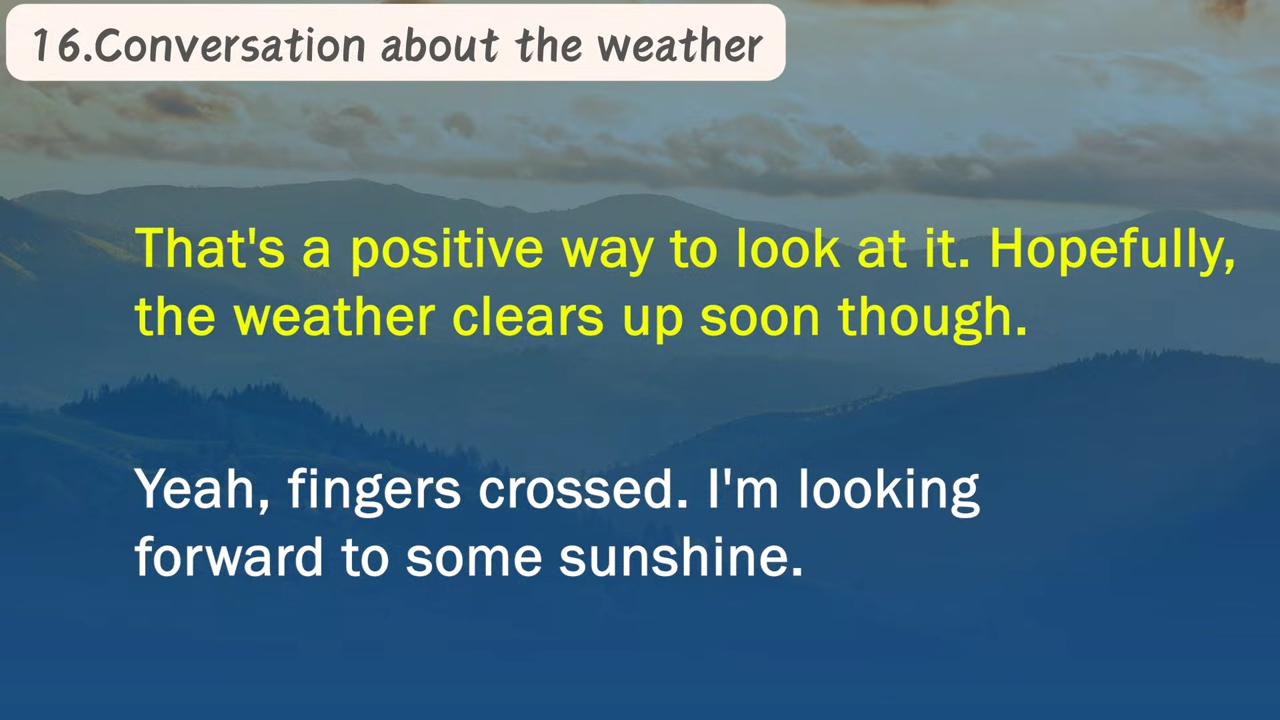 16.Conversation about the weather
That's a positive way to look at it. Hopefully,
the weather clears up soon though.
Yeah, fingers crossed. I'm looking
forward to some sunshine.